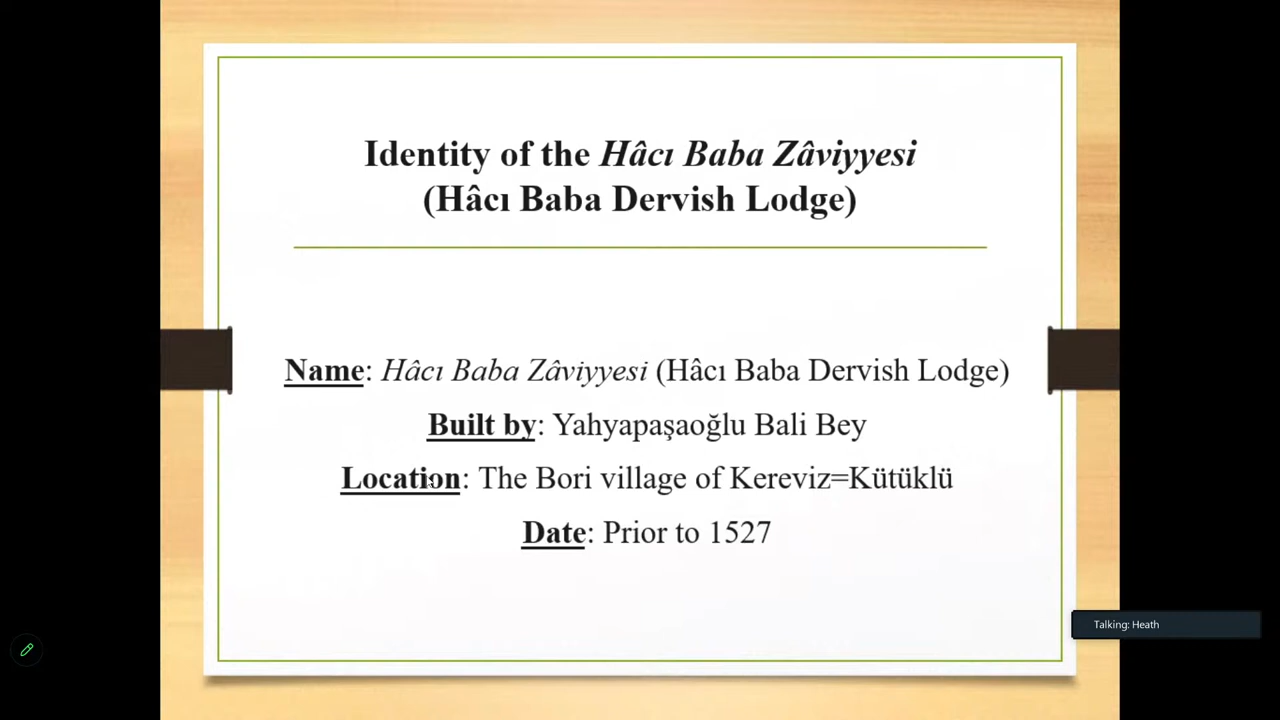 Identity of the Hâcı Baba Zâviyyesi
(Hâcı Baba Dervish Lodge)
Name: Hâcı Baba Zâviyyesi (Hâcı Baba Dervish Lodge)
Built by: Yahyapaşaoğlu Bali Bey
Location: The Bori village of Kereviz=Kütüklü
Date: Prior to 1527
Talking: Heath